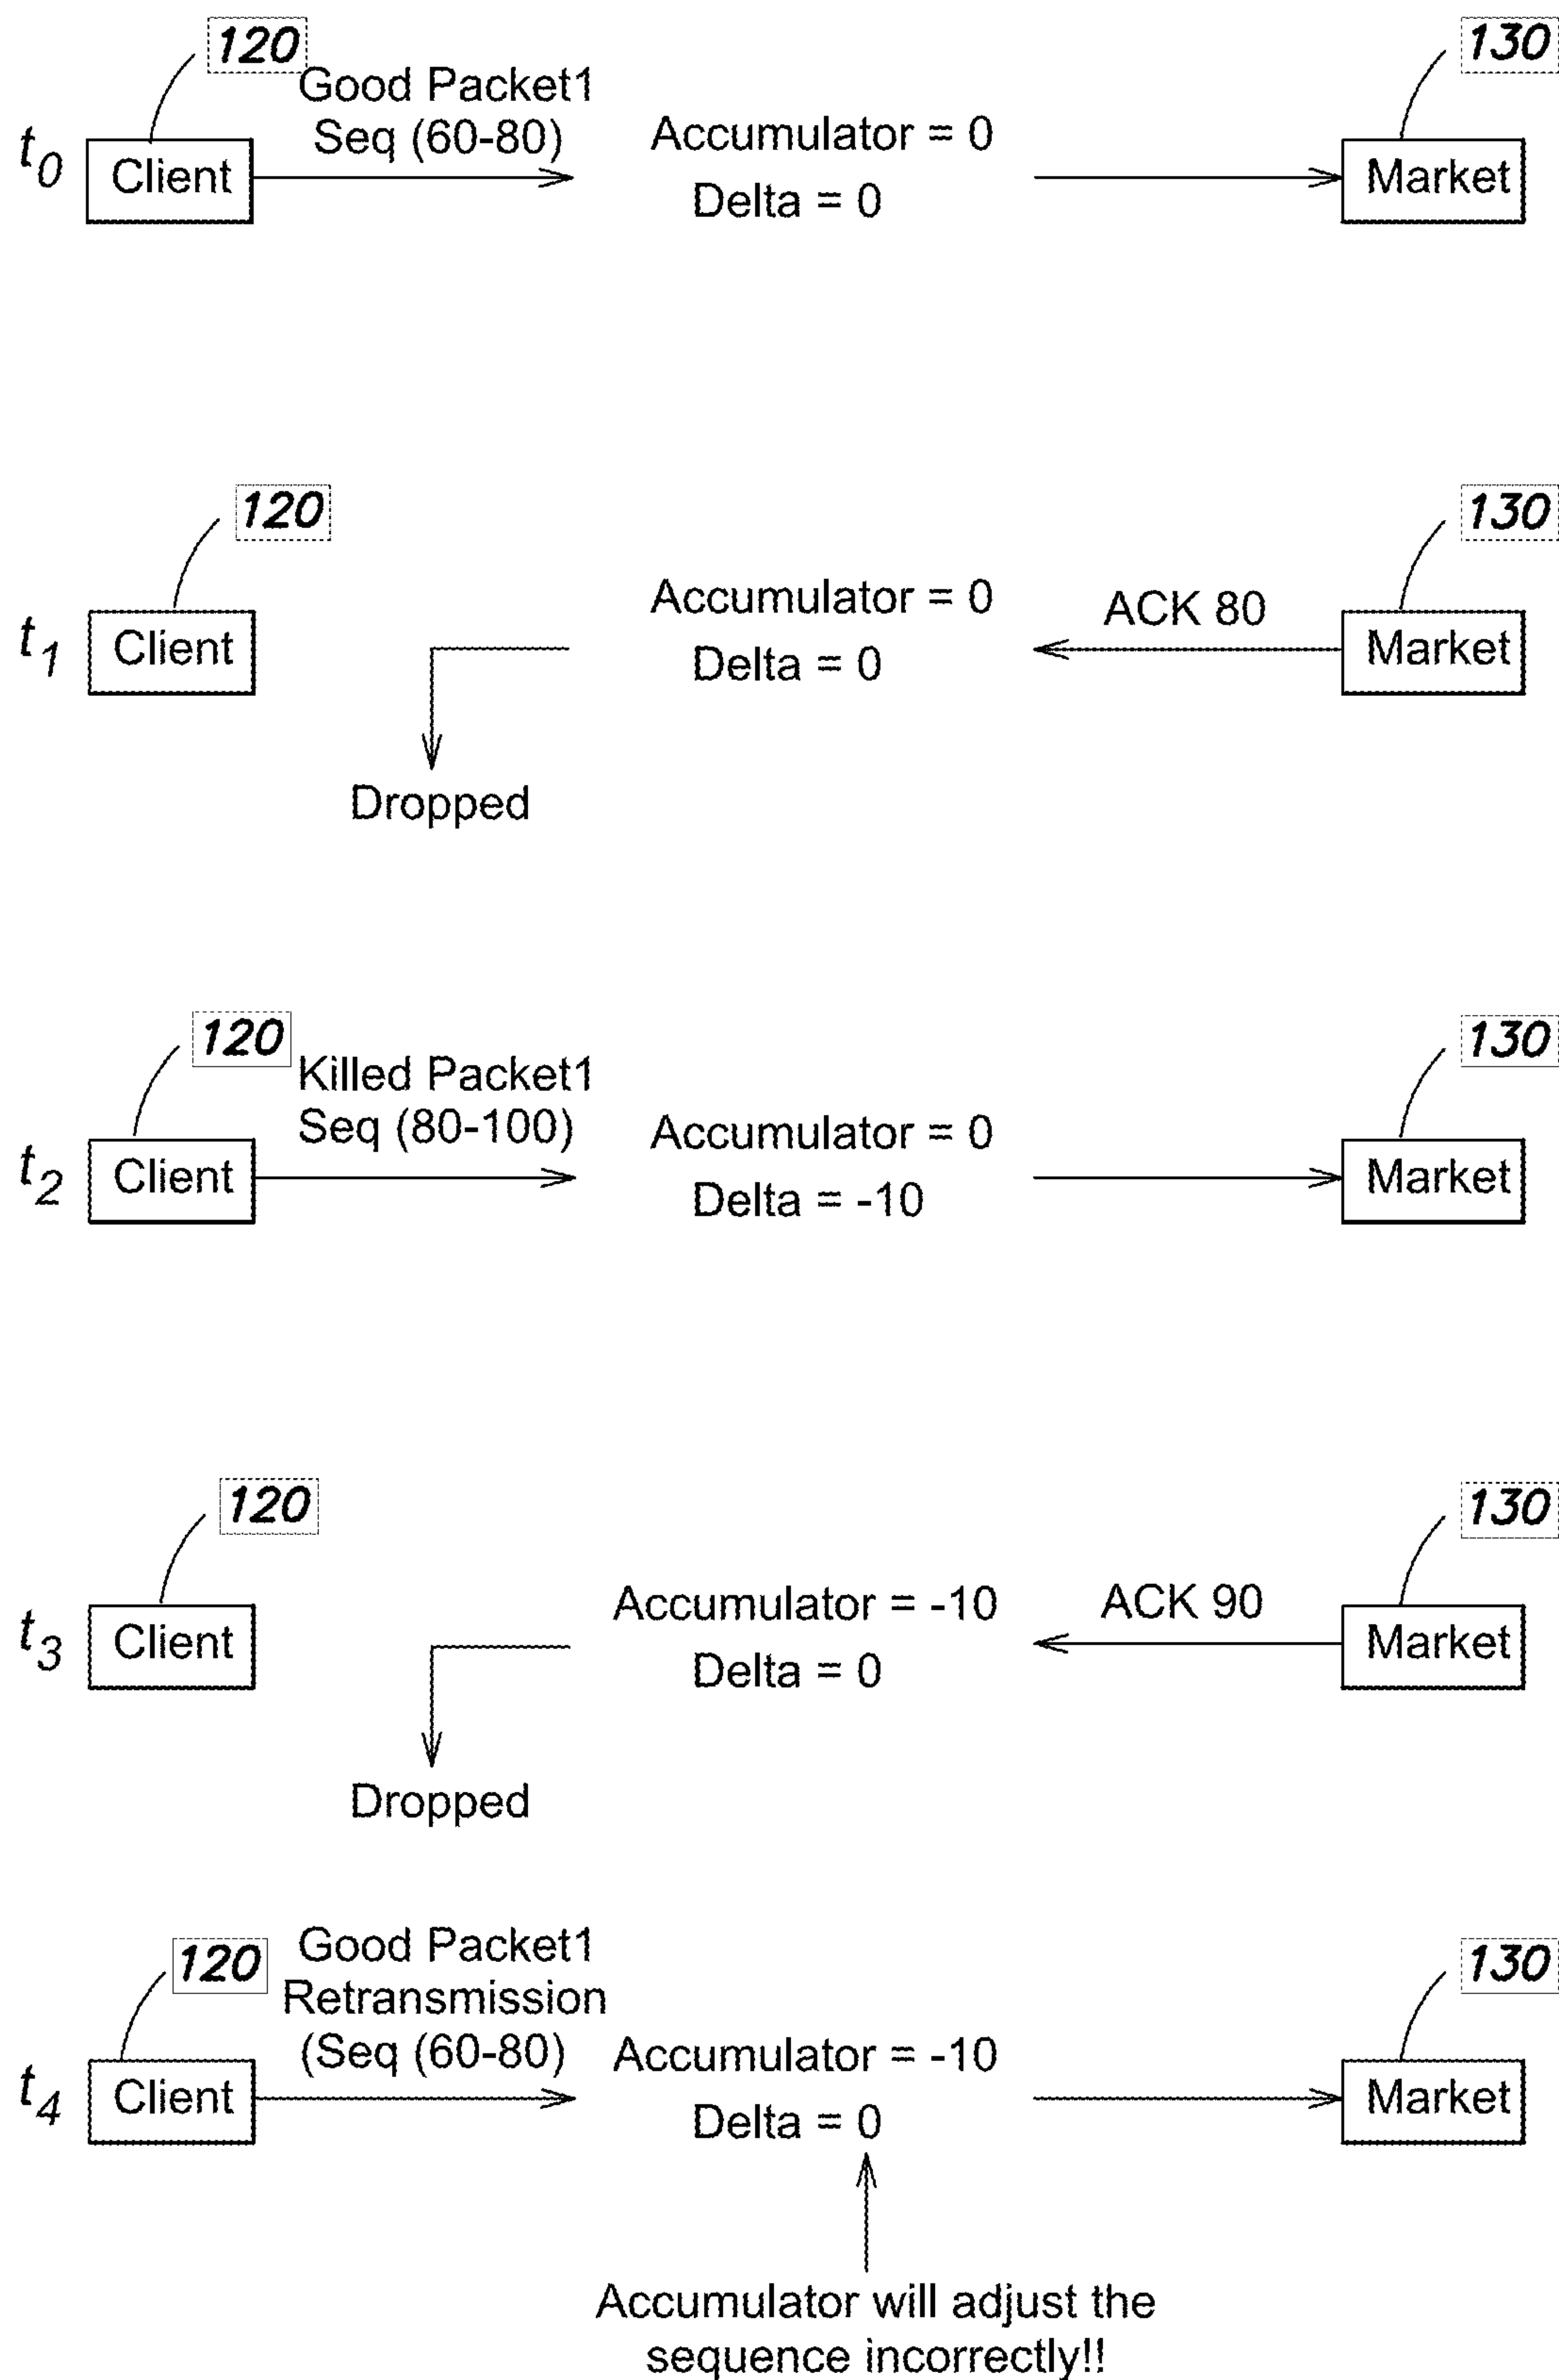 120
130
Good Packet1
Seq (60-80)
Accumulator = 0
t0
Client
Market
Delta = 0
120
130
Accumulator = 0
ACK 80
t1
Client
Delta = 0
Market
Dropped
120
130
Killed Packet1
Seq (80-100)
Accumulator = 0
t2
Client
Market
Delta = -10
120
130
Accumulator = -10
ACK 90
t3
Client
Delta = 0
Market
Dropped
120
130
Good Packet1
Retransmission
(Seq (60-80)
Accumulator = -10
t4
Client
Market
Delta = 0
Accumulator will adjust the
sequence incorrectly!!